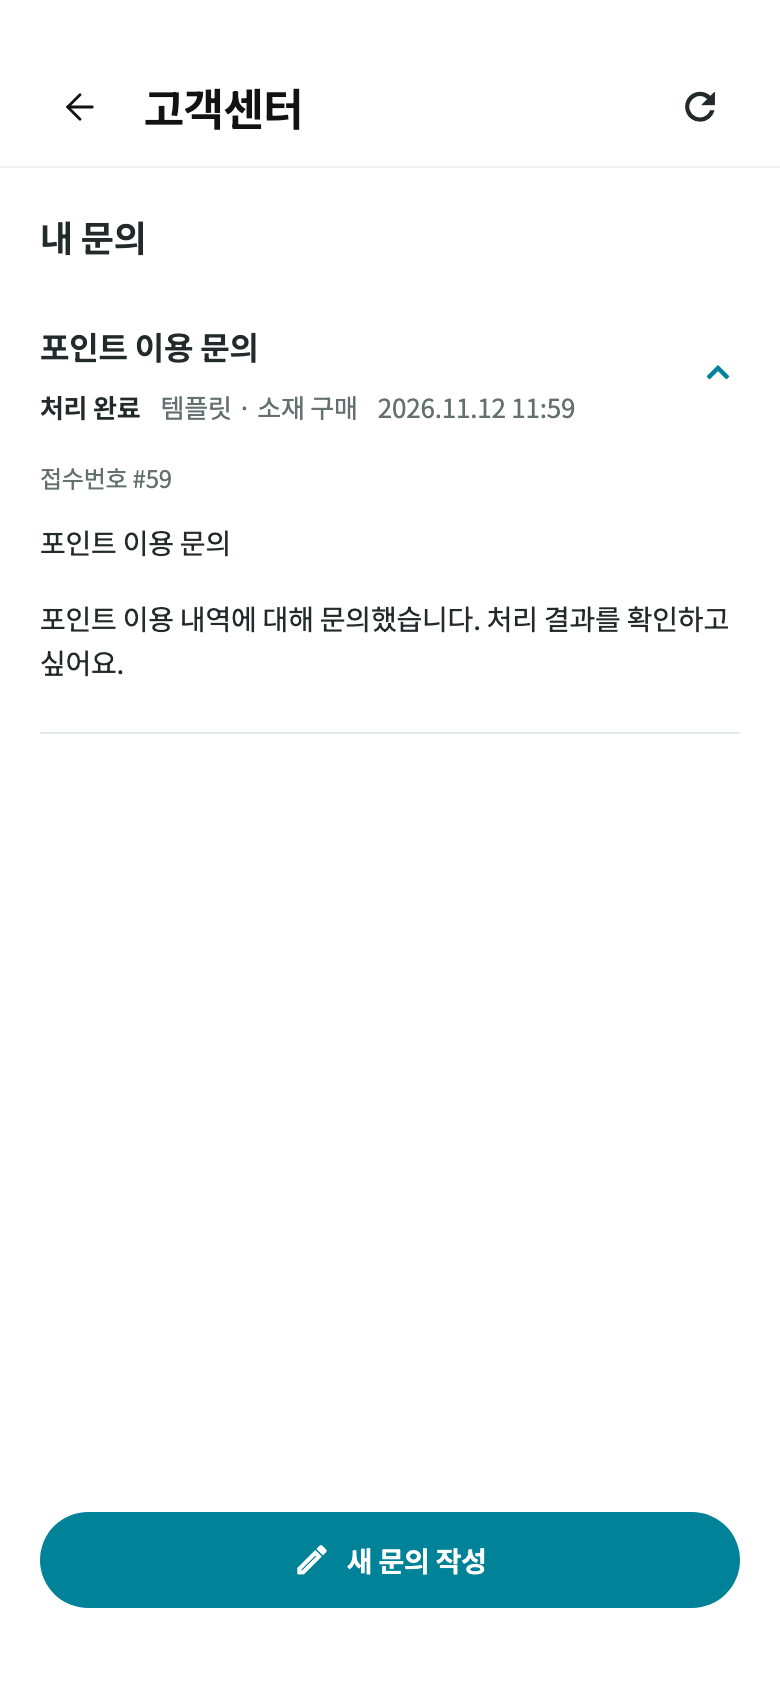 고객센터
내 문의
포인트 이용 문의
처리 완료 템플릿 · 소재 구매 2026.11.12 11:59
접수번호 #59
포인트 이용 문의
포인트 이용 내역에 대해 문의했습니다. 처리 결과를 확인하고
싶어요.
새 문의 작성